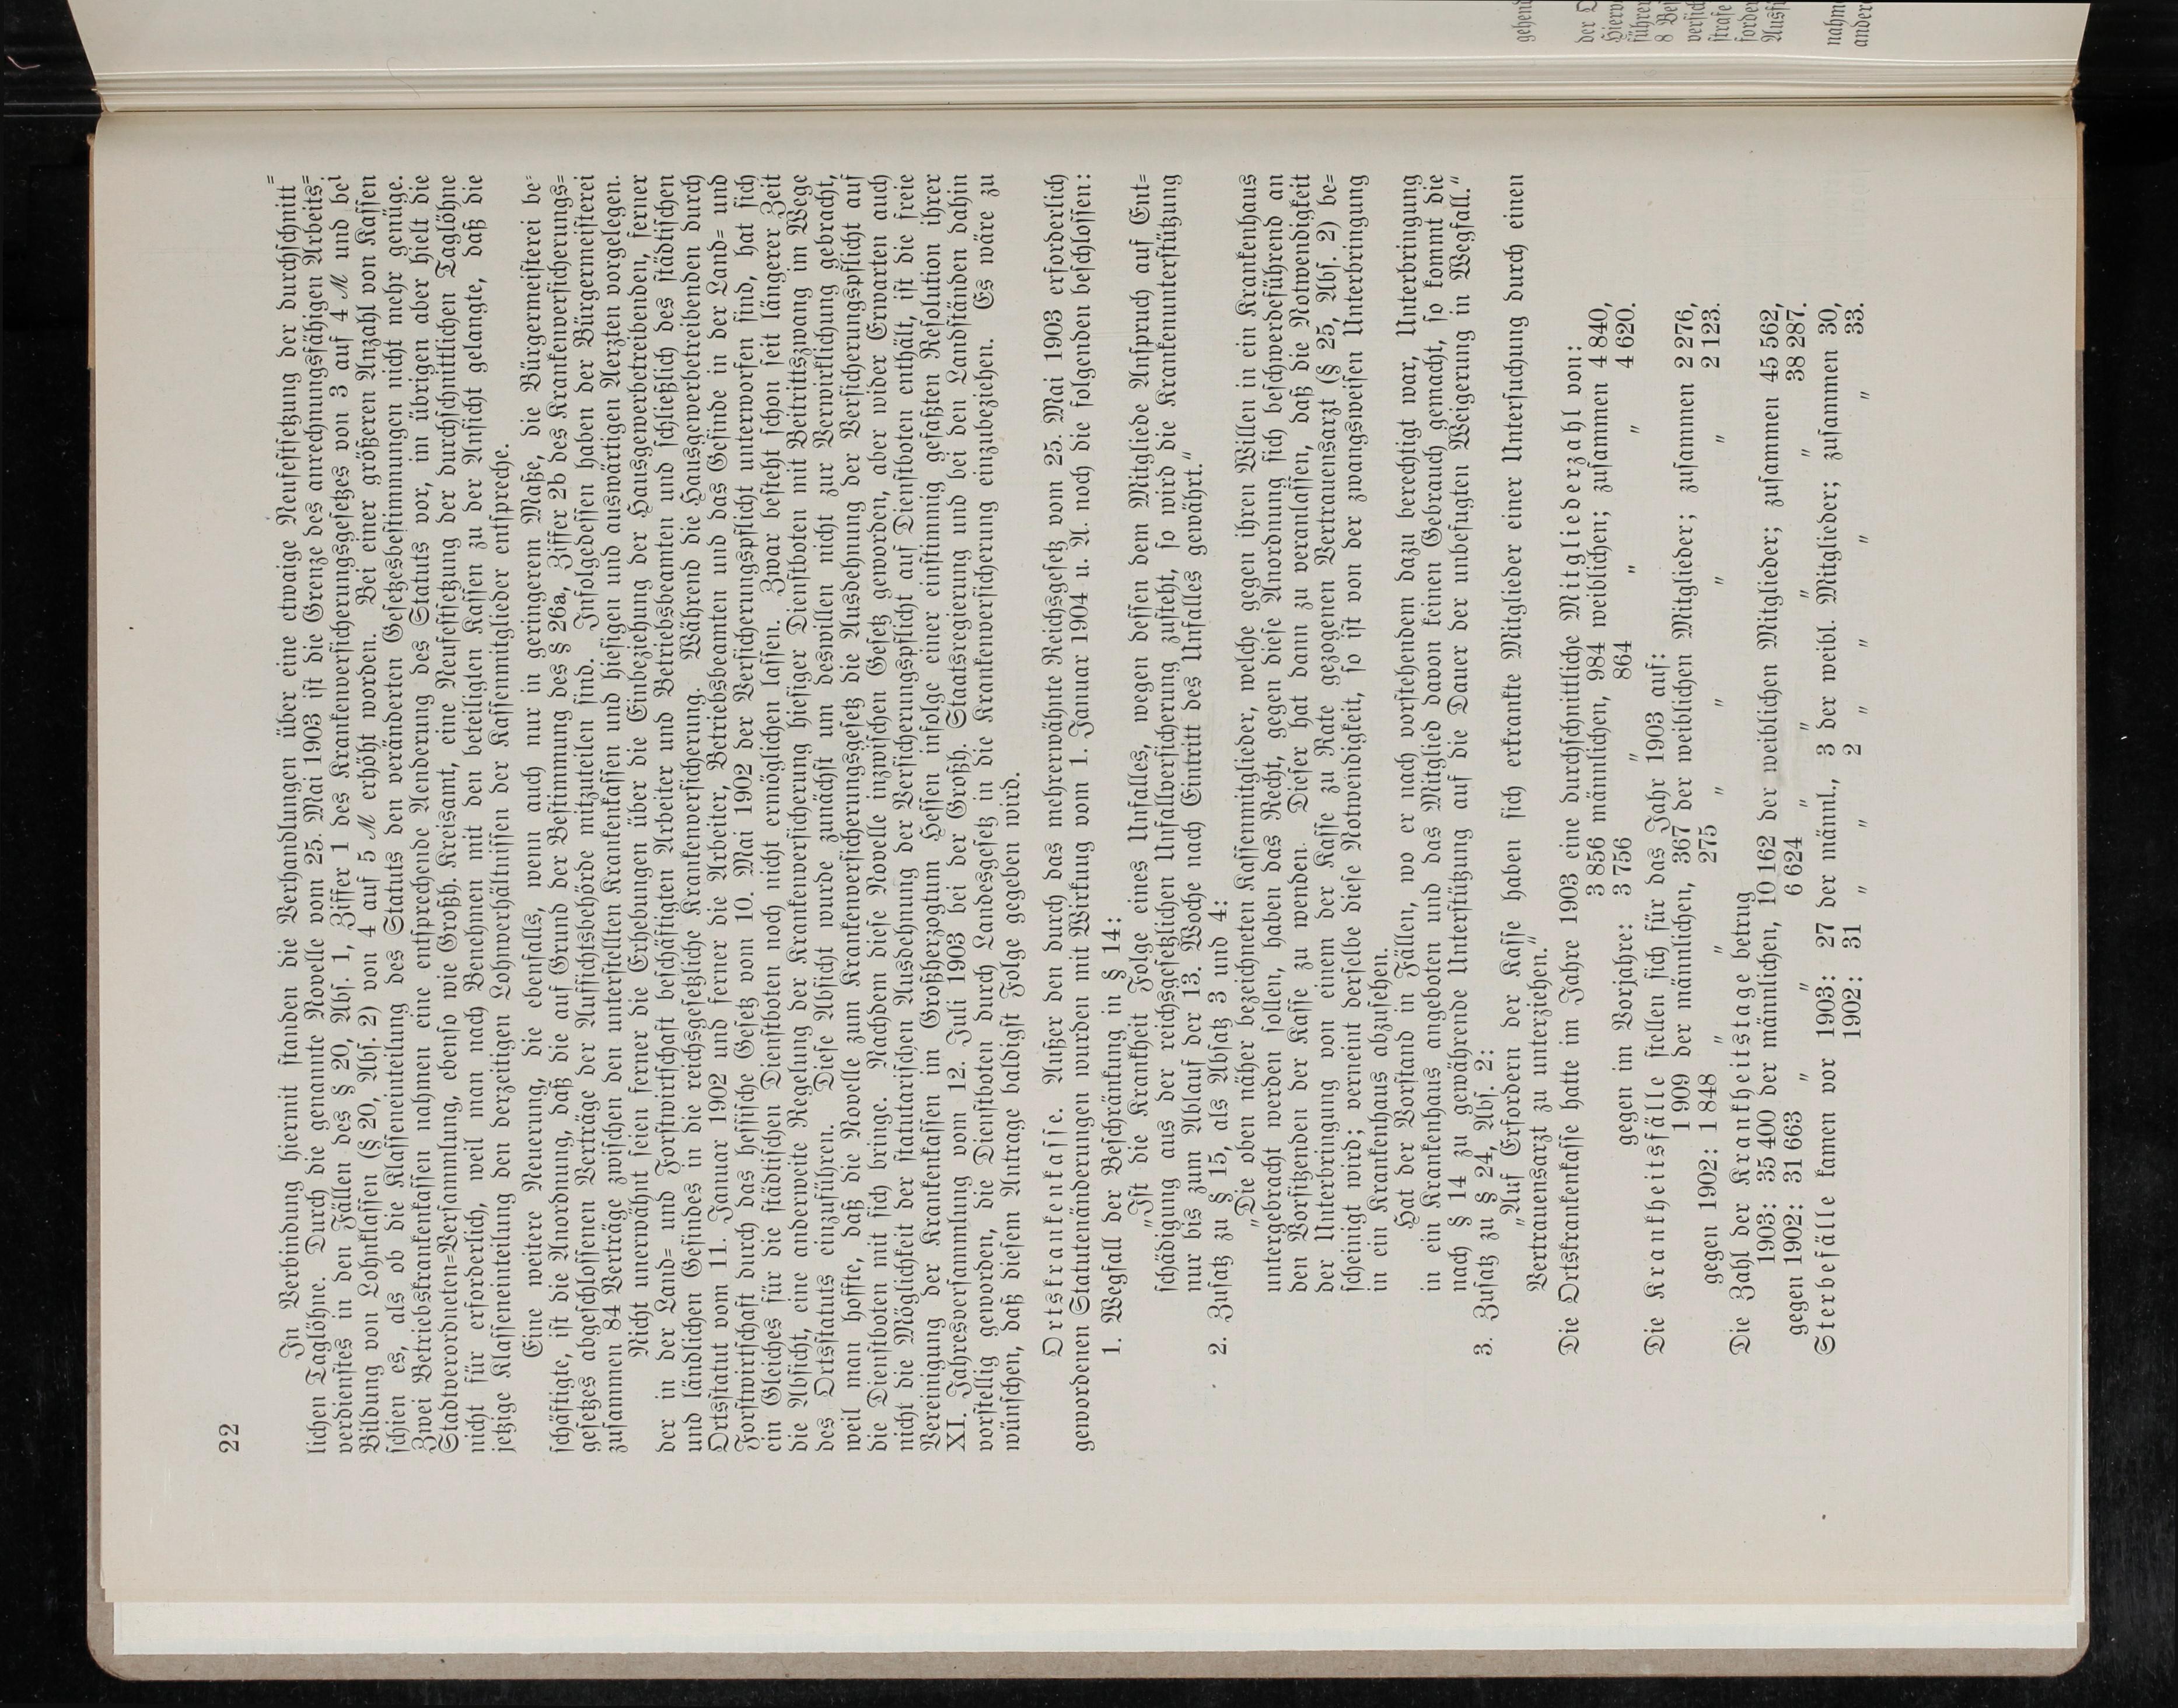 22
In Verbindung hiermit standen die Verhandlungen über eine etwaige Neufestsetzung der durchschnitt=
lichen Taglöhne. Durch die genannte Novelle vom 25. Mai 1903 ist die Grenze des anrechnungsfähigen Arbeits=
verdienstes in den Fällen des § 20, Abs. 1, Ziffer 1 des Krankenversicherungsgesetzes von 3 auf 4 M und bei
Bildung von Lohnklassen (§ 20, Abs. 2) von 4 auf 5 M erhöht worden. Bei einer größeren Anzahl von Kassen
schien es, als ob die Klasseneinteilung des Statuts den veränderten Gesetzesbestimmungen nicht mehr genüge.
Zwei Betriebskrankenkassen nahmen eine entsprechende Aenderung des Statuts vor, im übrigen aber hielt die
Stadtverordneten=Versammlung, ebenso wie Großh. Kreisamt, eine Neufestsetzung der durchschnittlichen Taglöhne
nicht für erforderlich, weil man nach Benehmen mit den beteiligten Kassen zu der Ansicht gelangte, daß die
jetzige Klasseneinteilung den derzeitigen Lohnverhältnissen der Kassenmitglieder entspreche.
Eine weitere Neuerung, die ebenfalls, wenn auch nur in geringerem Maße, die Bürgermeisterei be=
schäftigte, ist die Anordnung, daß die auf Grund der Bestimmung des § 26a, Ziffer 2b des Krankenversicherungs=
gesetzes abgeschlossenen Verträge der Aufsichtsbehörde mitzuteilen sind. Infolgedessen haben der Bürgermeisterei
zusammen 84 Verträge zwischen den unterstellten Krankenkassen und hiesigen und auswärtigen Aerzten vorgelegen.
Nicht unerwähnt seien ferner die Erhebungen über die Einbeziehung der Hausgewerbetreibenden, ferner
der in der Land= und Forstwirtschaft beschäftigten Arbeiter und Betriebsbeamten und schließlich des städtischen
und ländlichen Gesindes in die reichsgesetzliche Krankenversicherung. Während die Hausgewerbetreibenden durch
Ortsstatut vom 11. Januar 1902 und ferner die Arbeiter, Betriebsbeamten und das Gesinde in der Land= und
Forstwirtschaft durch das hessische Gesetz vom 10. Mai 1902 der Versicherungspflicht unterworfen sind, hat sich
ein Gleiches für die städtischen Dienstboten noch nicht ermöglichen lassen. Zwar besteht schon seit längerer Zeit
die Absicht, eine anderweite Regelung der Krankenversicherung hiesiger Dienstboten mit Beitrittszwang im Wege
des Ortsstatuts einzuführen. Diese Absicht wurde zunächst um deswillen nicht zur Verwirklichung gebracht,
weil man hoffte, daß die Novelle zum Krankenversicherungsgesetz die Ausdehnung der Versicherungspflicht auf
die Dienstboten mit sich bringe. Nachdem diese Novelle inzwischen Gesetz geworden, aber wider Erwarten auch
nicht die Möglichkeit der statutarischen Ausdehnung der Versicherungspflicht auf Dienstboten enthält, ist die freie
Vereinigung der Krankenkassen im Großherzogtum Hessen infolge einer einstimmig gefaßten Resolution ihrer
XI. Jahresversammlung vom 12. Juli 1903 bei der Großh. Staatsregierung und bei den Landständen dahin
vorstellig geworden, die Dienstboten durch Landesgesetz in die Krankenversicherung einzubeziehen. Es wäre zu
wünschen, daß diesem Antrage baldigst Folge gegeben wird.
Ortskrankenkasse. Außer den durch das mehrerwähnte Reichsgesetz vom 25. Mai 1903 erforderlich
gewordenen Statutenänderungen wurden mit Wirkung vom 1. Januar 1904 u. A. noch die folgenden beschlossen:
1. Wegfall der Beschränkung in § 14:
„Ist die Krankheit Folge eines Unfalles, wegen dessen dem Mitgliede Anspruch auf Ent=
schädigung aus der reichsgesetzlichen Unfallversicherung zusteht, so wird die Krankenunterstützung
nur bis zum Ablauf der 13. Woche nach Eintritt des Unfalles gewährt.“
2. Zusatz zu § 15, als Absatz 3 und 4:
„Die oben näher bezeichneten Kassenmitglieder, welche gegen ihren Willen in ein Krankenhaus
untergebracht werden sollen, haben das Recht, gegen diese Anordnung sich beschwerdeführend an
den Vorsitzenden der Kasse zu wenden. Dieser hat dann zu veranlassen, daß die Notwendigkeit
der Unterbringung von einem der Kasse zu Rate gezogenen Vertrauensarzt (§ 25, Abs. 2) be=
scheinigt wird; verneint derselbe diese Notwendigkeit, so ist von der zwangsweisen Unterbringung
in ein Krankenhaus abzusehen.
Hat der Vorstand in Fällen, wo er nach vorstehendem dazu berechtigt war, Unterbringung
in ein Krankenhaus angeboten und das Mitglied davon keinen Gebrauch gemacht, so kommt die
nach § 14 zu gewährende Unterstützung auf die Dauer der unbefugten Weigerung in Wegfall.“
3. Zusatz zu § 24, Abs. 2:
„Auf Erfordern der Kasse haben sich erkrankte Mitglieder einer Untersuchung durch einen
Vertrauensarzt zu unterziehen.“
Die Ortskrankenkasse hatte im Jahre 1903 eine durchschnittliche Mitgliederzahl von:
3 856 männlichen, 984 weiblichen; zusammen 4 840,
gegen im Vorjahre: 3 756 " 864 " " 4 620.
Die Krankheitsfälle stellen sich für das Jahr 1903 auf:
1 909 der männlichen, 367 der weiblichen Mitglieder; zusammen 2 276,
gegen 1902: 1 848 " " 275 " " " " 2 123.
Die Zahl der Krankheitstage betrug
1903: 35 400 der männlichen, 10 162 der weiblichen Mitglieder; zusammen 45 562,
gegen 1902: 31 663 " " 6 624 " " " " 38 287.
Sterbefälle kamen vor 1903: 27 der männl., 3 der weibl. Mitglieder; zusammen 30,
1902: 31 " " 2 " " " " 33.
gehend
der
Hierv
führer
8 Bei
versich
strafe
forder
Ausfü
nahm
ander